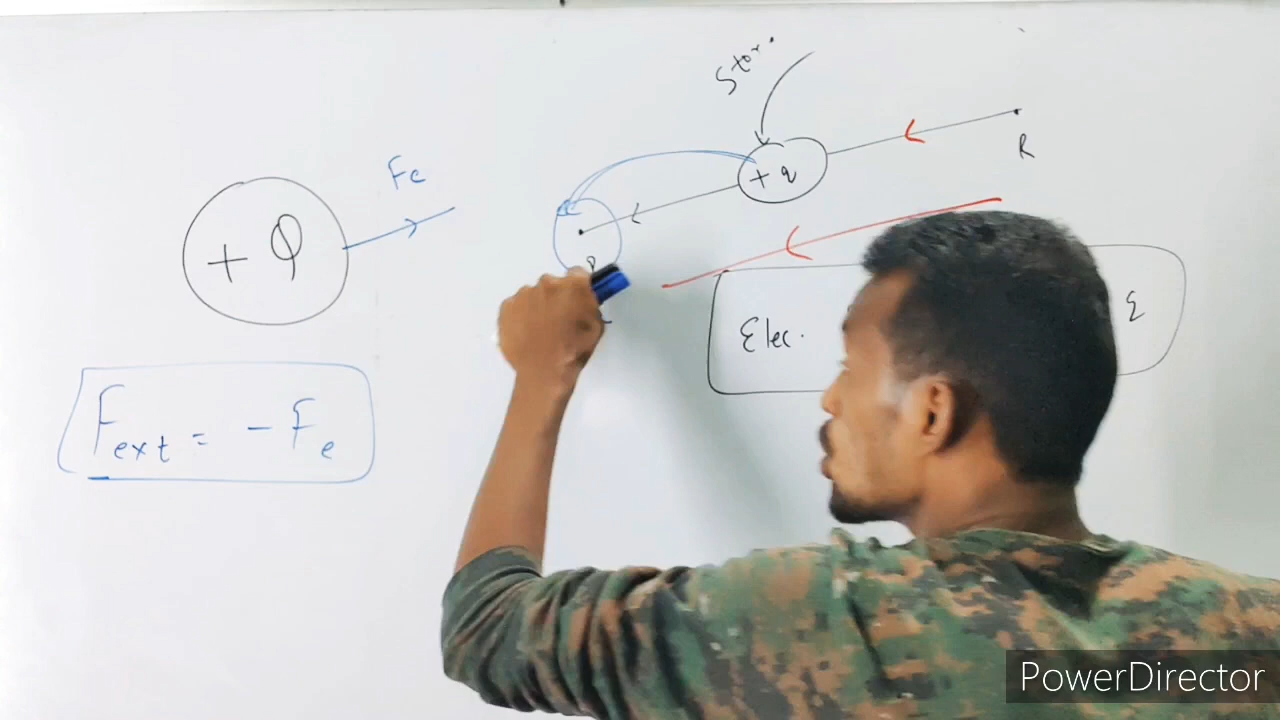 Stor.
R
+ q
Fe
+ Q
P
Elec.
E
Fext = - Fe
PowerDirector